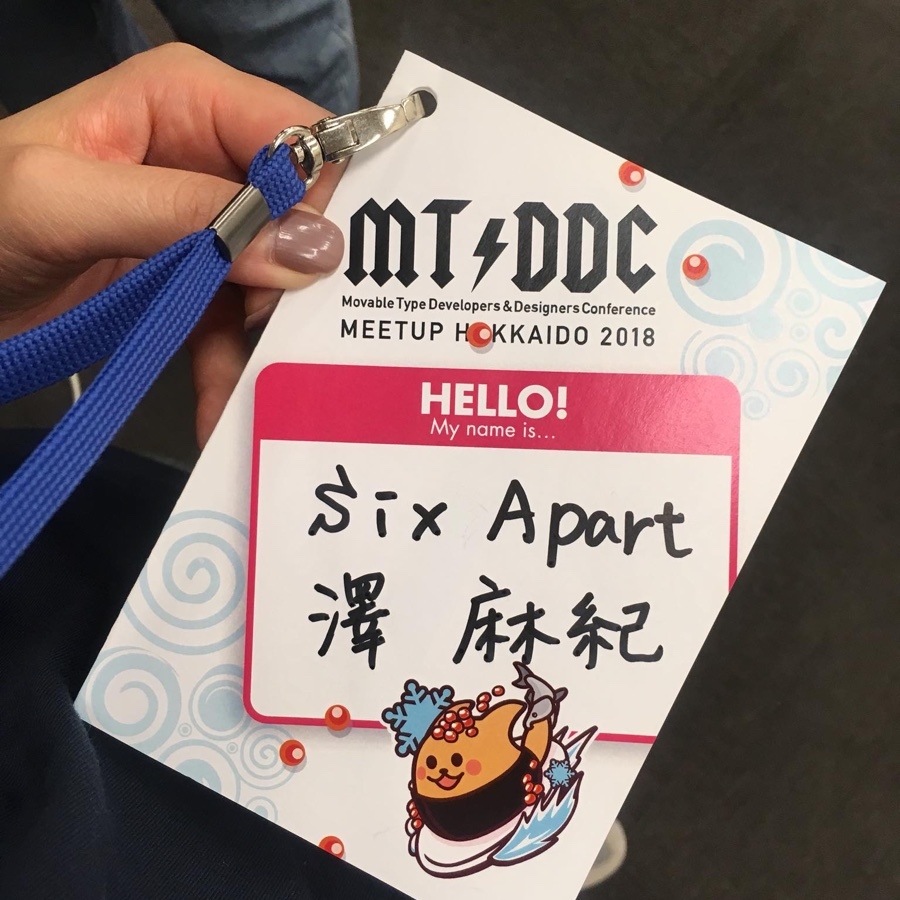 MT⚡DDC
Movable Type Developers & Designers Conference
MEETUP HOKKAIDO 2018
HELLO!
My name is...
Six Apart
澤 麻紀